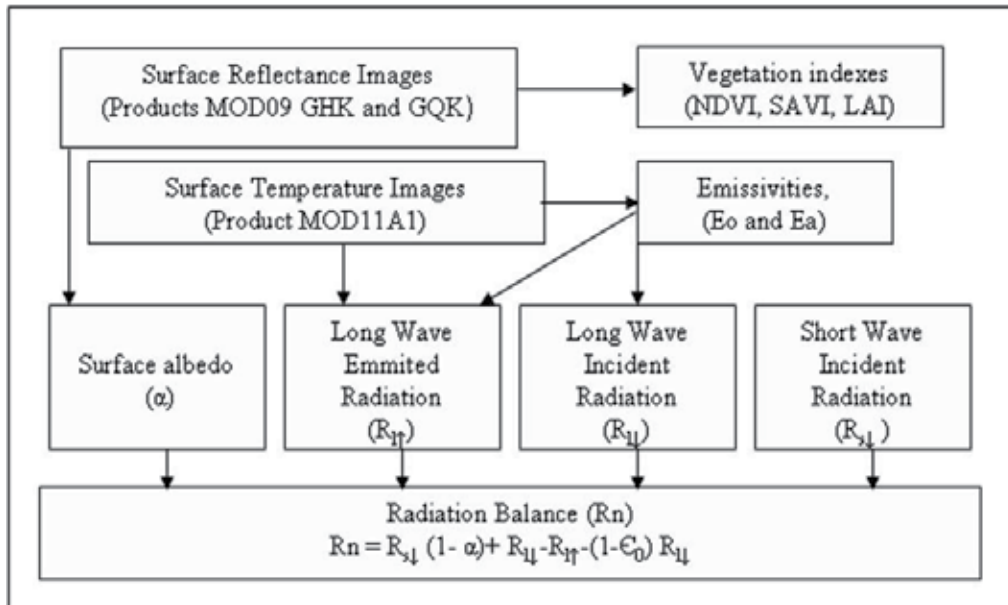 Surface Reflectance Images
(Products MOD09 GHK and GQK)
Vegetation indexes
(NDVI, SAVI, LAI)
Surface Temperature Images
(Product MOD11A1)
Emissivities,
(Eo and Ea)
Surface albedo
(α)
Long Wave
Emmited
Radiation
(Rl↑)
Long Wave
Incident
Radiation
(Rl↓)
Short Wave
Incident
Radiation
(Rs↓ )
Radiation Balance (Rn)
Rn = Rs↓ (1- α)+ Rl↓-Rl↑-(1-Є0) Rl↓